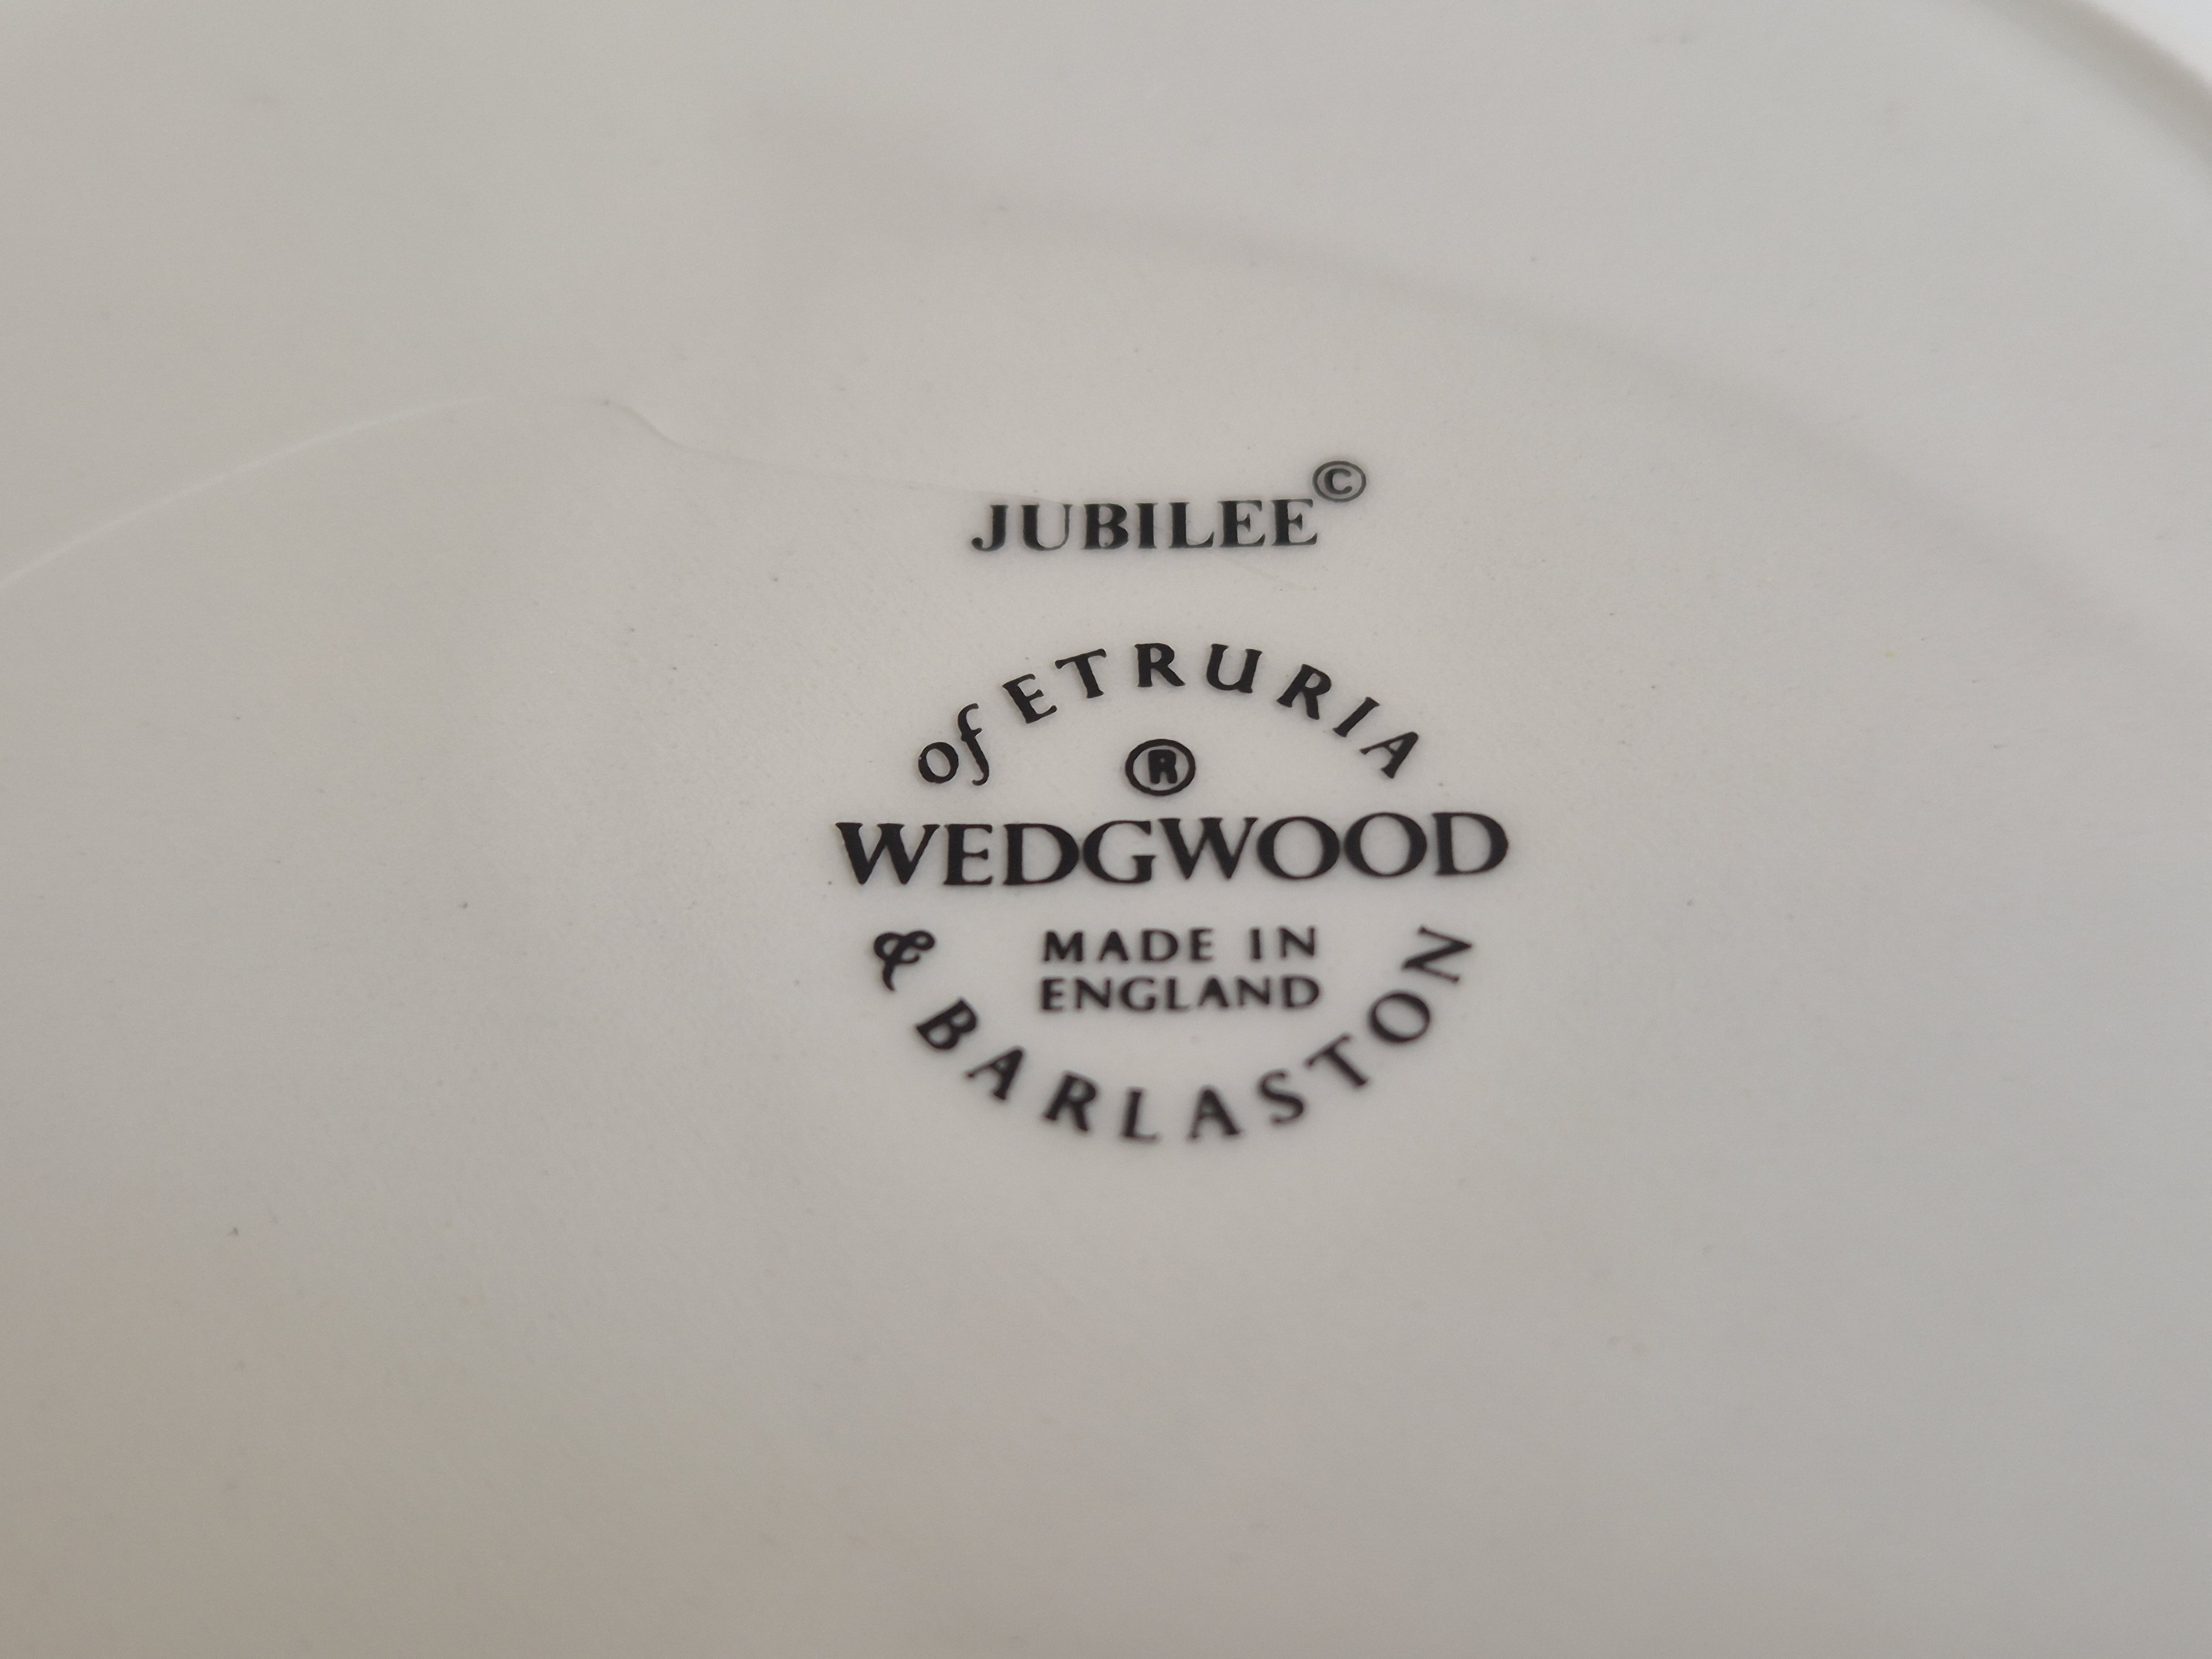 JUBILEE©
of ETRURIA
®
WEDGWOOD
MADE IN
ENGLAND
& BARLASTON